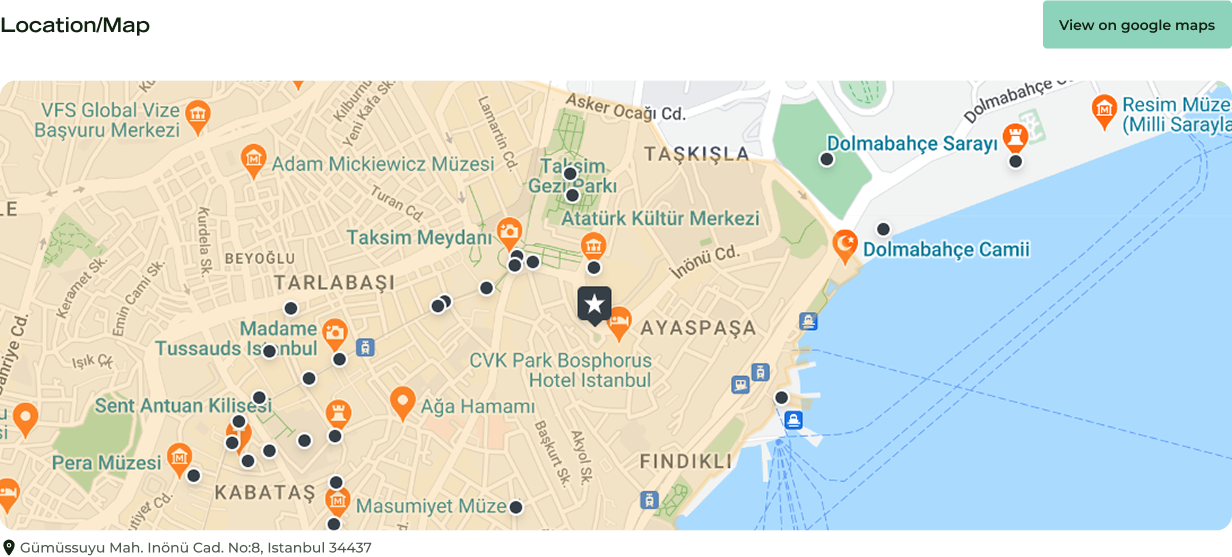 Location/Map
View on google maps
Asker Ocağı Cd.
Kılburnu
Yeni Kafa Sk.
Lamartin Cd.
Dolmabahçe
Resim Müze
(Milli Sarayla
VFS Global Vize
Başvuru Merkezi
Dolmabahçe Sarayı
TAŞKIŞLA
Adam Mickiewicz Müzesi
Taksim
Gezi Parkı
Turan Cd.
Kurdela Sk.
LE
Atatürk Kültür Merkezi
Taksim Meydanı
Dolmabahçe Camii
BEYOĞLU
İnönü Cd.
Keramet Sk.
Emin Camii Sk.
TARLABAŞI
Madame
Tussauds Istanbul
AYASPAŞA
Işık Çk
CVK Park Bosphorus
Hotel Istanbul
Sent Antuan Kilisesi
Ağa Hamamı
Başkurt Sk.
Akyol Sk.
Pera Müzesi
FINDIKLI
KABATAŞ
Masumiyet Müze
Gümüssuyu Mah. Inönü Cad. No:8, Istanbul 34437